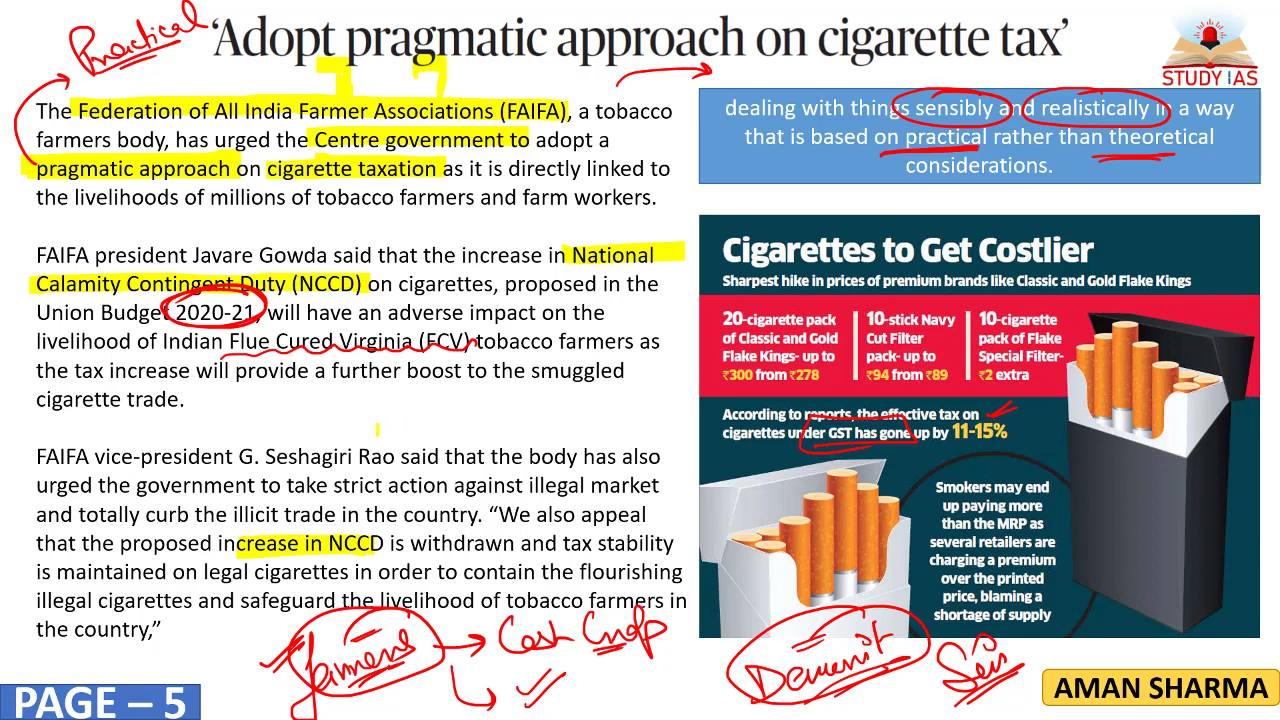 Practical
‘Adopt pragmatic approach on cigarette tax’
STUDY IAS
The Federation of All India Farmer Associations (FAIFA), a tobacco
farmers body, has urged the Centre government to adopt a
pragmatic approach on cigarette taxation as it is directly linked to
the livelihoods of millions of tobacco farmers and farm workers.
FAIFA president Javare Gowda said that the increase in National
Calamity Contingent Duty (NCCD) on cigarettes, proposed in the
Union Budget 2020-21, will have an adverse impact on the
livelihood of Indian Flue Cured Virginia (FCV) tobacco farmers as
the tax increase will provide a further boost to the smuggled
cigarette trade.
FAIFA vice-president G. Seshagiri Rao said that the body has also
urged the government to take strict action against illegal market
and totally curb the illicit trade in the country. “We also appeal
that the proposed increase in NCCD is withdrawn and tax stability
is maintained on legal cigarettes in order to contain the flourishing
illegal cigarettes and safeguard the livelihood of tobacco farmers in
the country,”
dealing with things sensibly and realistically in a way
that is based on practical rather than theoretical
considerations.
Cigarettes to Get Costlier
Sharpest hike in prices of premium brands like Classic and Gold Flake Kings
20-cigarette pack
of Classic and Gold
Flake Kings- up to
₹300 from ₹278
10-stick Navy
Cut Filter
pack- up to
₹94 from ₹89
10-cigarette
pack of Flake
Special Filter-
₹2 extra
According to reports, the effective tax on
cigarettes under GST has gone up by 11-15%
Smokers may end
up paying more
than the MRP as
several retailers are
charging a premium
over the printed
price, blaming a
shortage of supply
Cash Crop
PAGE – 5
AMAN SHARMA